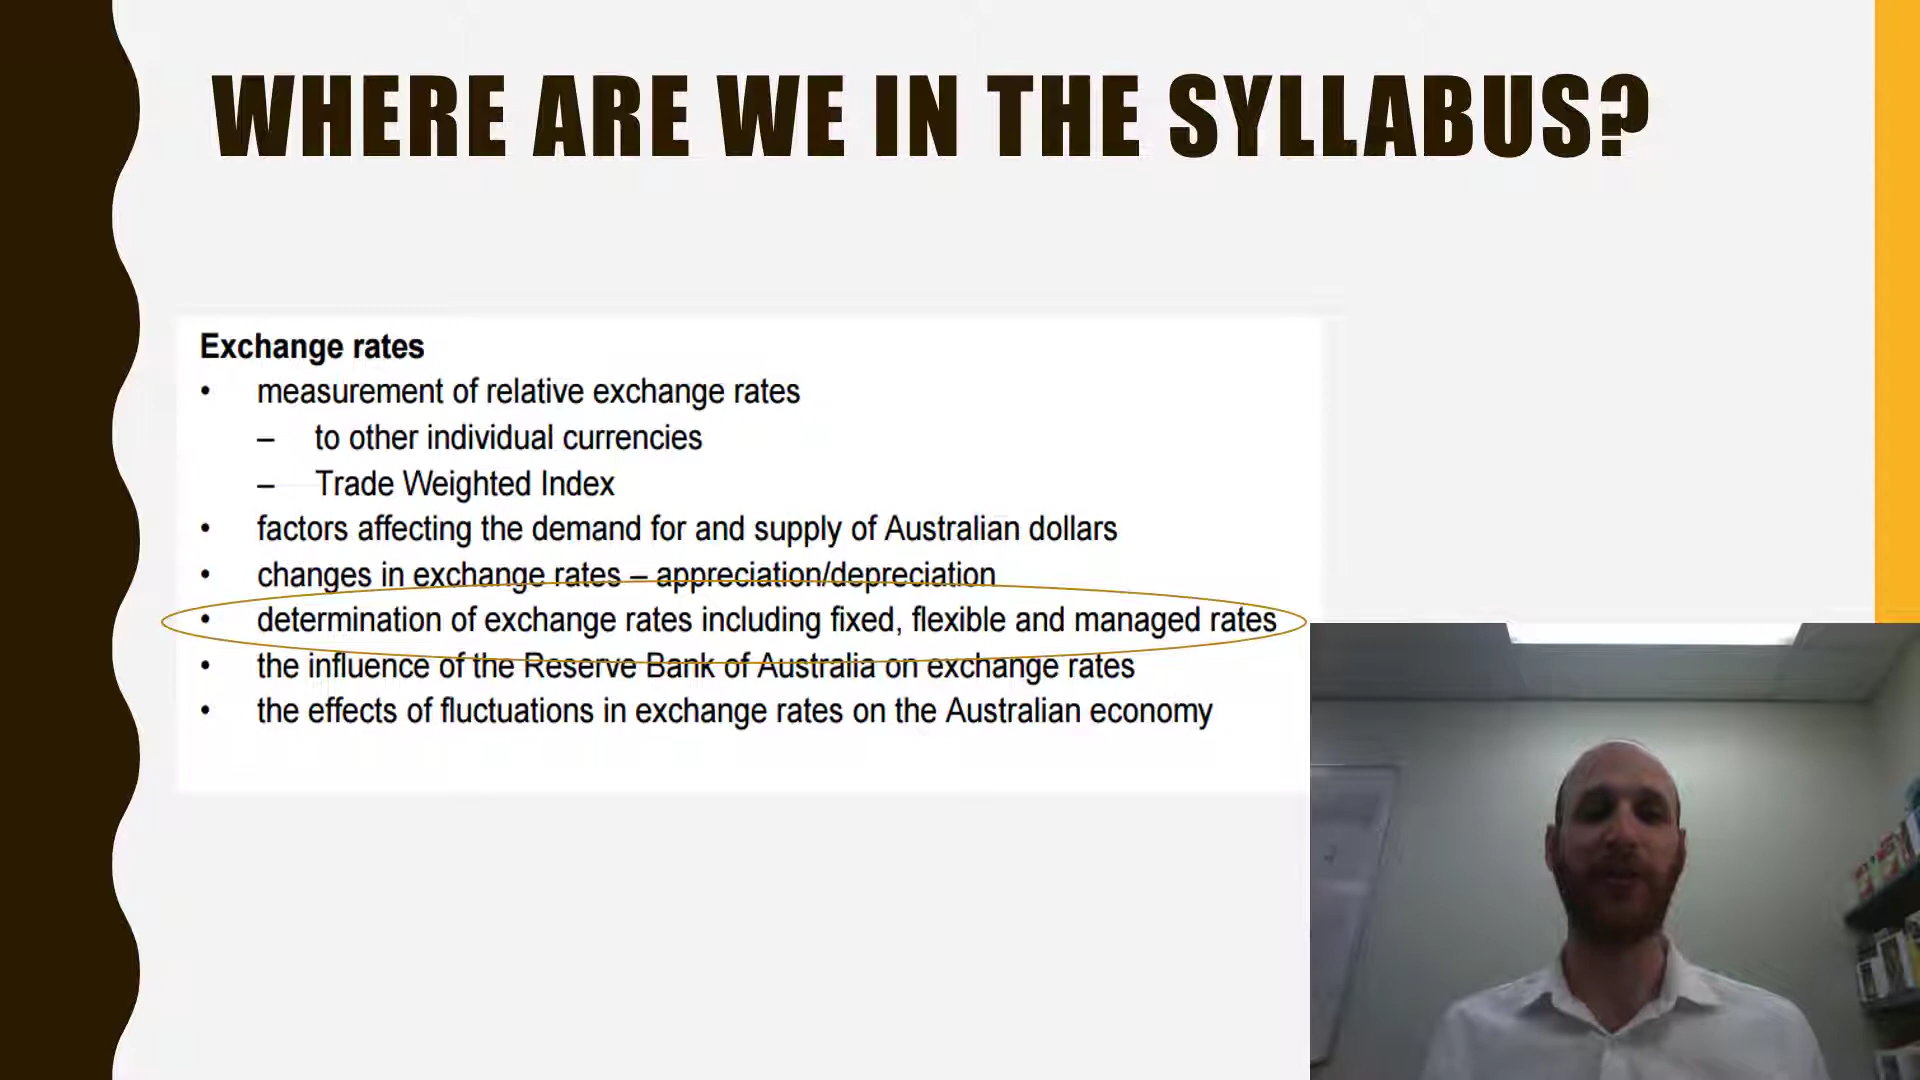 WHERE ARE WE IN THE SYLLABUS?
Exchange rates
• measurement of relative exchange rates
– to other individual currencies
– Trade Weighted Index
• factors affecting the demand for and supply of Australian dollars
• changes in exchange rates – appreciation/depreciation
• determination of exchange rates including fixed, flexible and managed rates
• the influence of the Reserve Bank of Australia on exchange rates
• the effects of fluctuations in exchange rates on the Australian economy